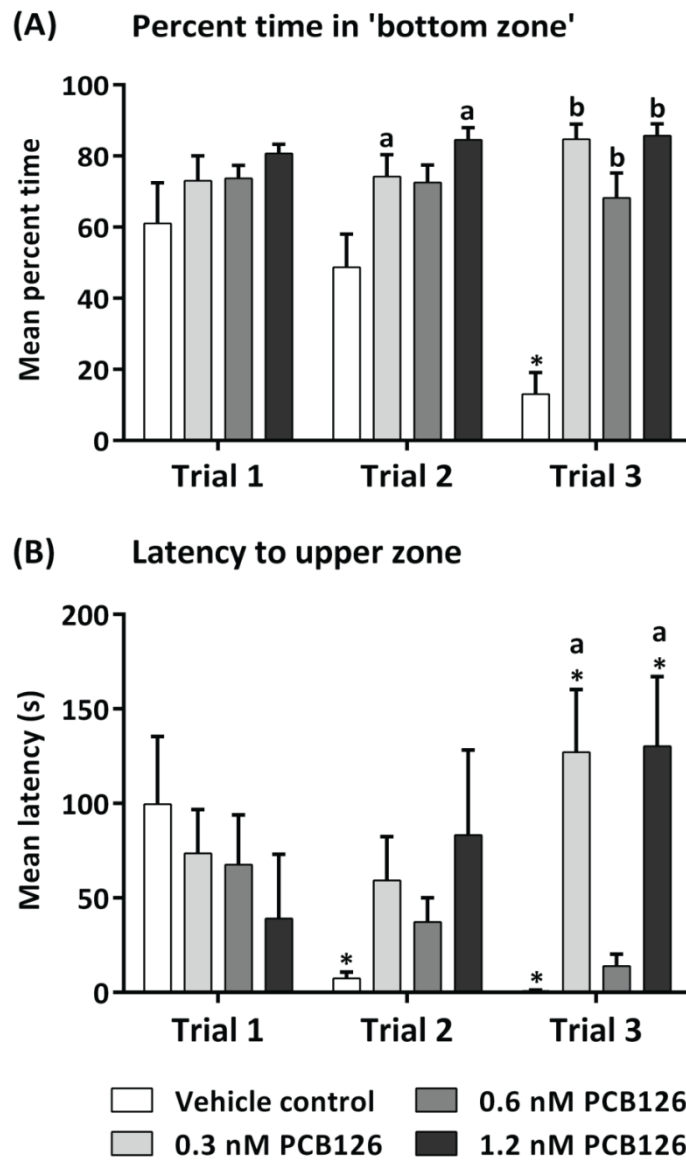 (A) Percent time in 'bottom zone'
Mean percent time
100
80
60
40
20
0
a
a
b
b
b
*
Trial 1 Trial 2 Trial 3
(B) Latency to upper zone
Mean latency (s)
200
150
100
50
0
a
a
*
*
*
*
Trial 1 Trial 2 Trial 3
Vehicle control 0.6 nM PCB126
0.3 nM PCB126 1.2 nM PCB126